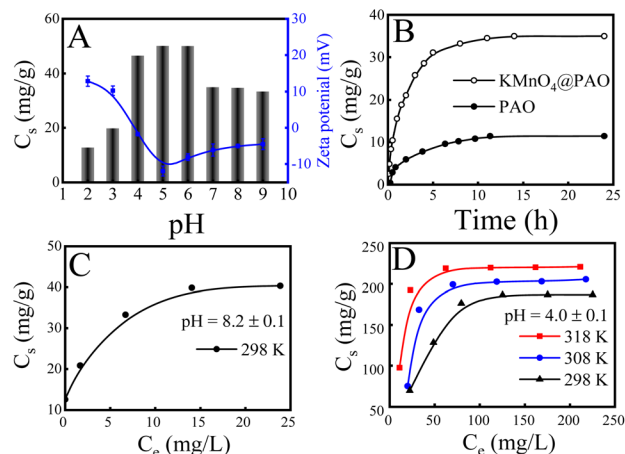 A
C_s (mg/g)
60
40
20
0
30
20
10
0
-10
Zeta potenial (mV)
1 2 3 4 5 6 7 8 9 10
pH
B
C_s (mg/g)
40
30
20
10
0
KMnO4@PAO
PAO
0 5 10 15 20 25
Time (h)
C
C_s (mg/g)
50
40
30
20
10
pH = 8.2 ± 0.1
298 K
0 5 10 15 20 25
C_e (mg/L)
D
C_s (mg/g)
250
200
150
100
50
pH = 4.0 ± 0.1
318 K
308 K
298 K
0 50 100 150 200 250
C_e (mg/L)